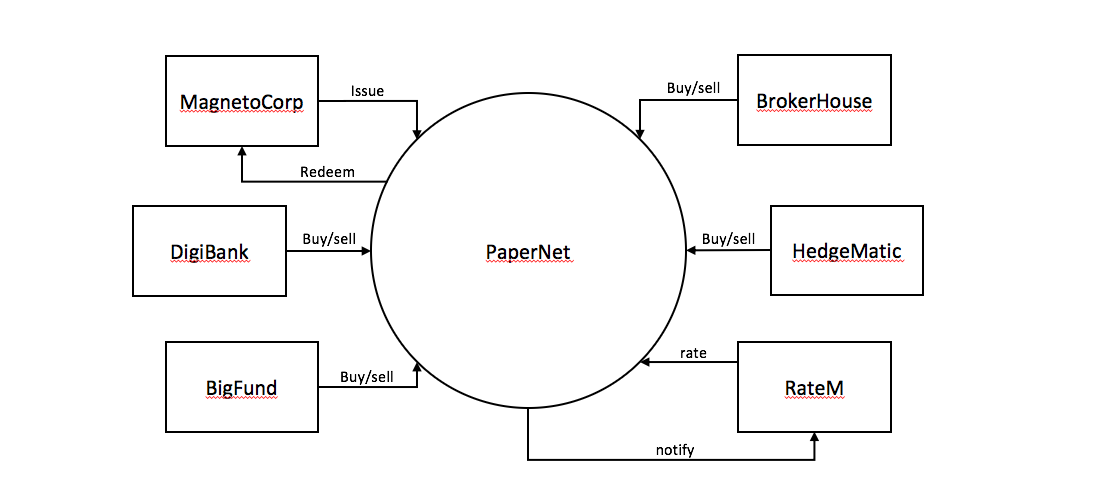 MagnetoCorp
Issue
Redeem
Buy/sell
BrokerHouse
DigiBank
Buy/sell
PaperNet
Buy/sell
HedgeMatic
BigFund
Buy/sell
rate
RateM
notify